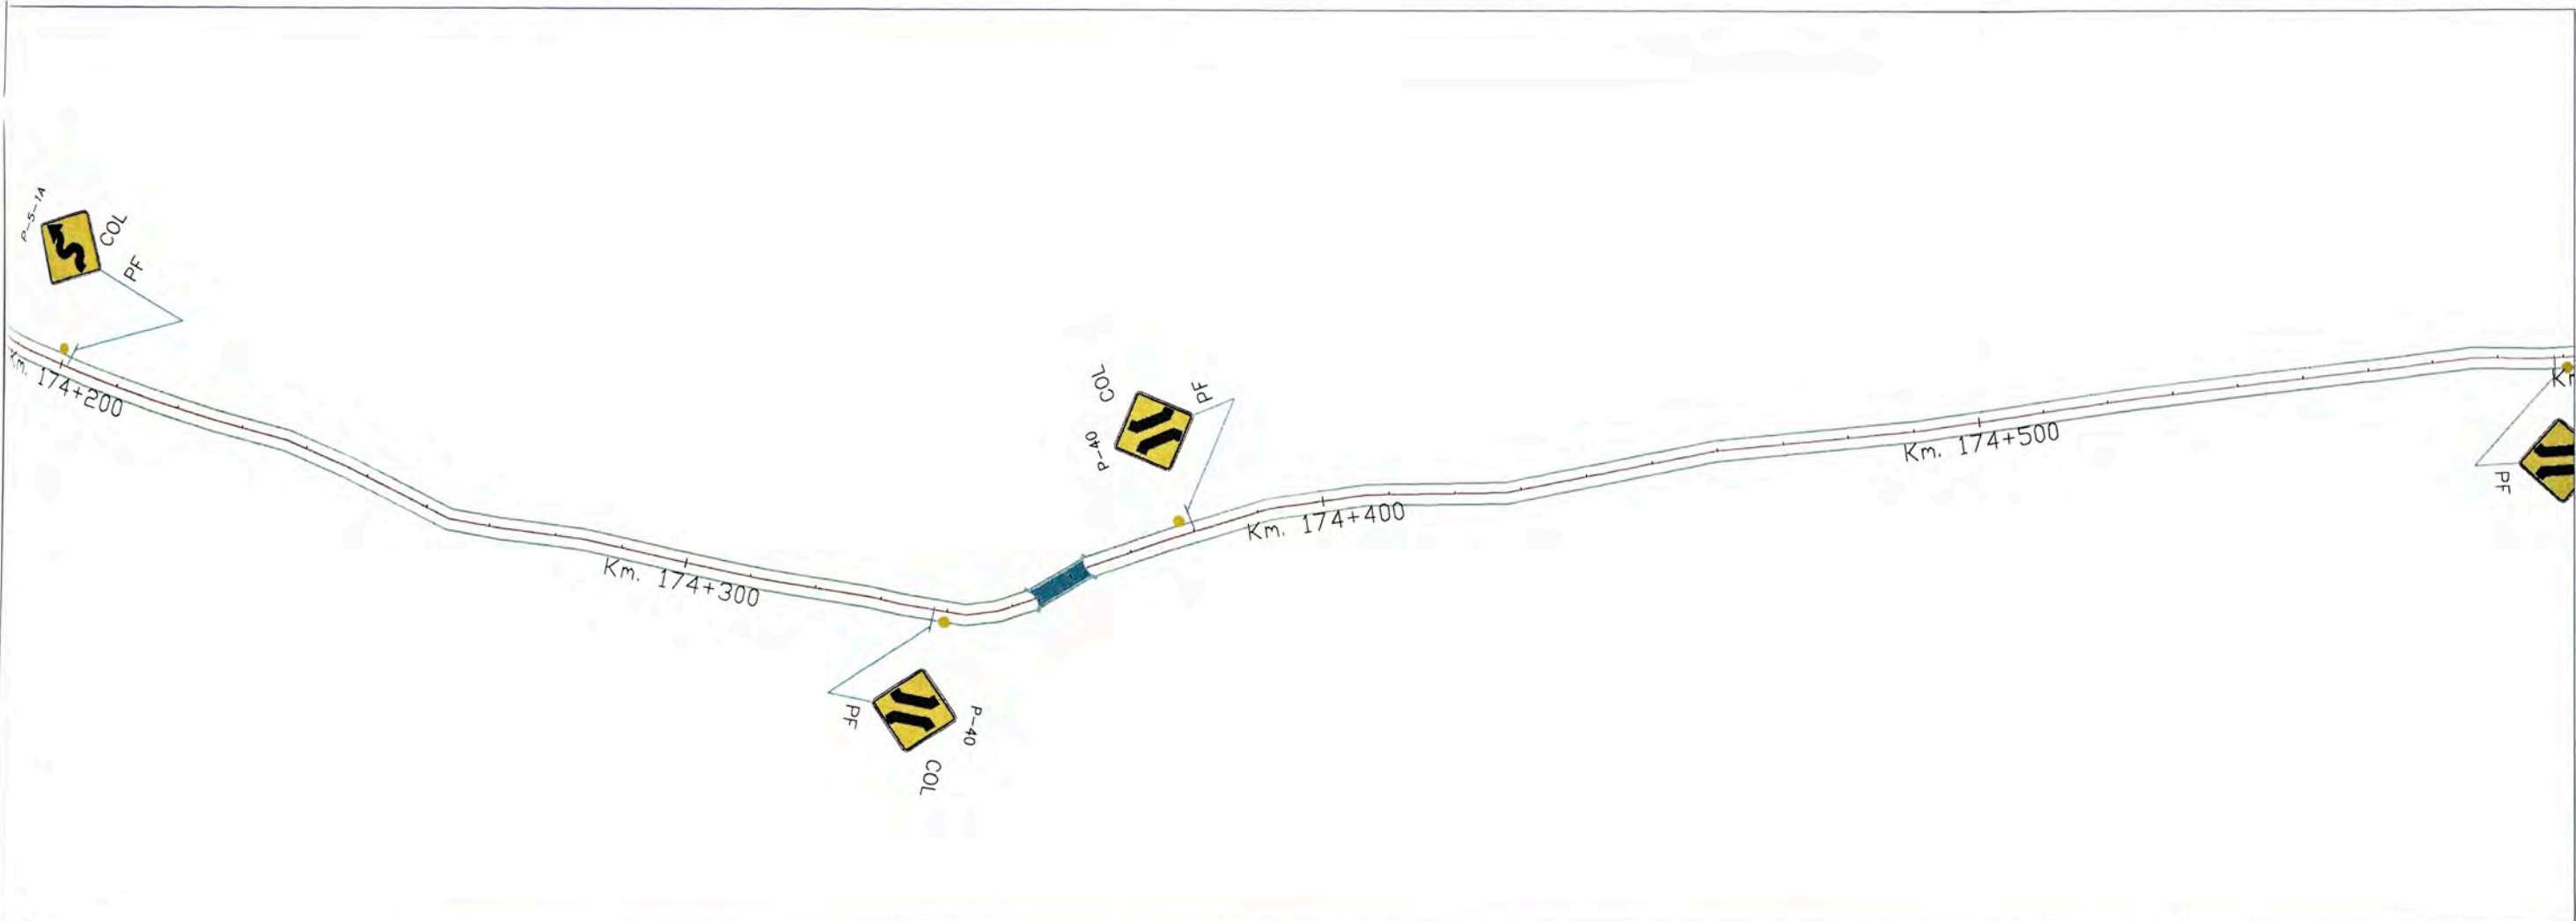 P-5-1A
COL
PF
Km. 174+200
Km. 174+300
PF
P-40
COL
COL
P-40
PF
Km. 174+400
Km. 174+500
PF